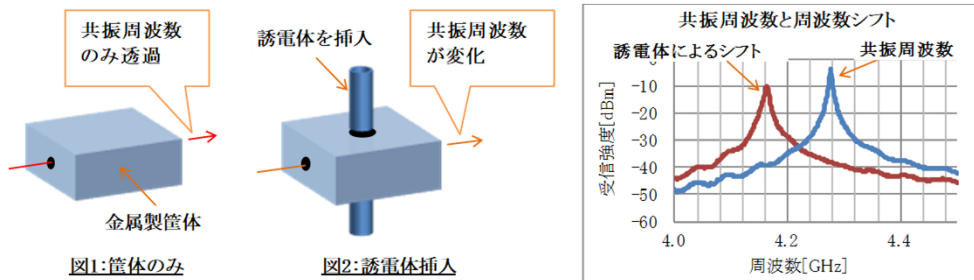 共振周波数
のみ透過
金属製筐体
図1:筐体のみ
誘電体を挿入
共振周波数
が変化
図2:誘電体挿入
共振周波数と周波数シフト
誘電体によるシフト
共振周波数
受信強度[dBm]
-10
-20
-30
-40
-50
-60
4.0
4.2
4.4
周波数[GHz]